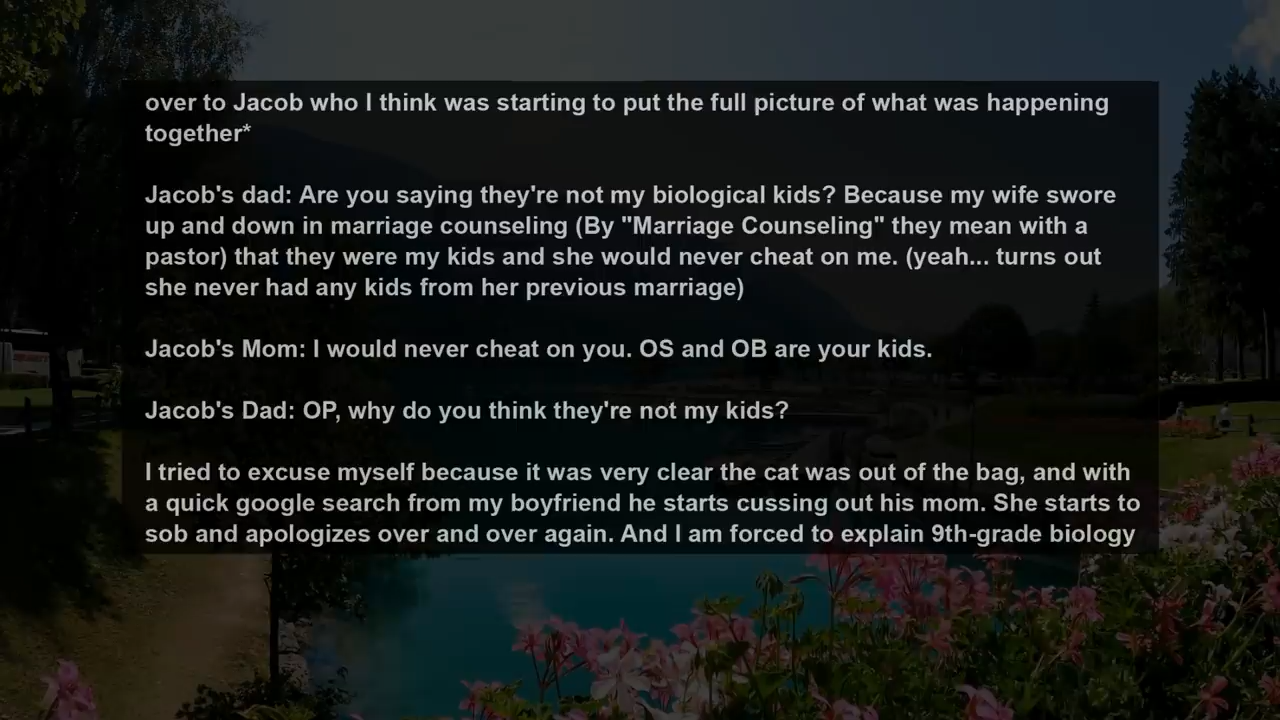 over to Jacob who I think was starting to put the full picture of what was happening
together*
Jacob's dad: Are you saying they're not my biological kids? Because my wife swore
up and down in marriage counseling (By "Marriage Counseling" they mean with a
pastor) that they were my kids and she would never cheat on me. (yeah... turns out
she never had any kids from her previous marriage)
Jacob's Mom: I would never cheat on you. OS and OB are your kids.
Jacob's Dad: OP, why do you think they're not my kids?
I tried to excuse myself because it was very clear the cat was out of the bag, and with
a quick google search from my boyfriend he starts cussing out his mom. She starts to
sob and apologizes over and over again. And I am forced to explain 9th-grade biology